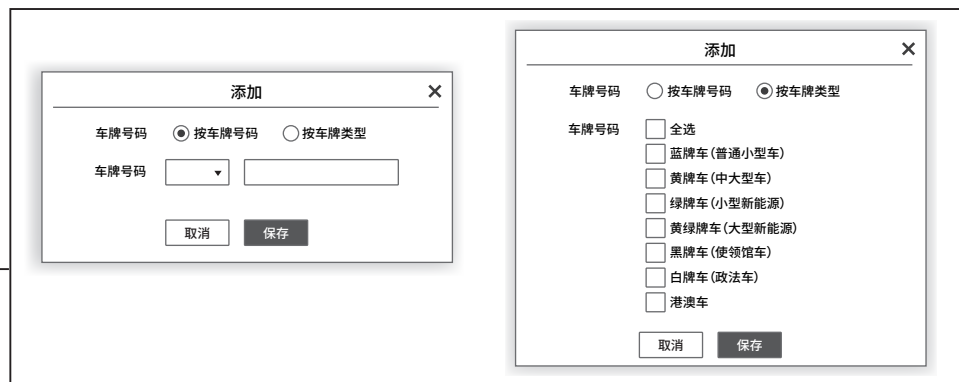 添加
车牌号码 按车牌号码 按车牌类型
车牌号码
取消 保存
添加
车牌号码 按车牌号码 按车牌类型
车牌号码 全选
蓝牌车(普通小型车)
黄牌车(中大型车)
绿牌车(小型新能源)
黄绿牌车(大型新能源)
黑牌车(使领馆车)
白牌车(政法车)
港澳车
取消 保存